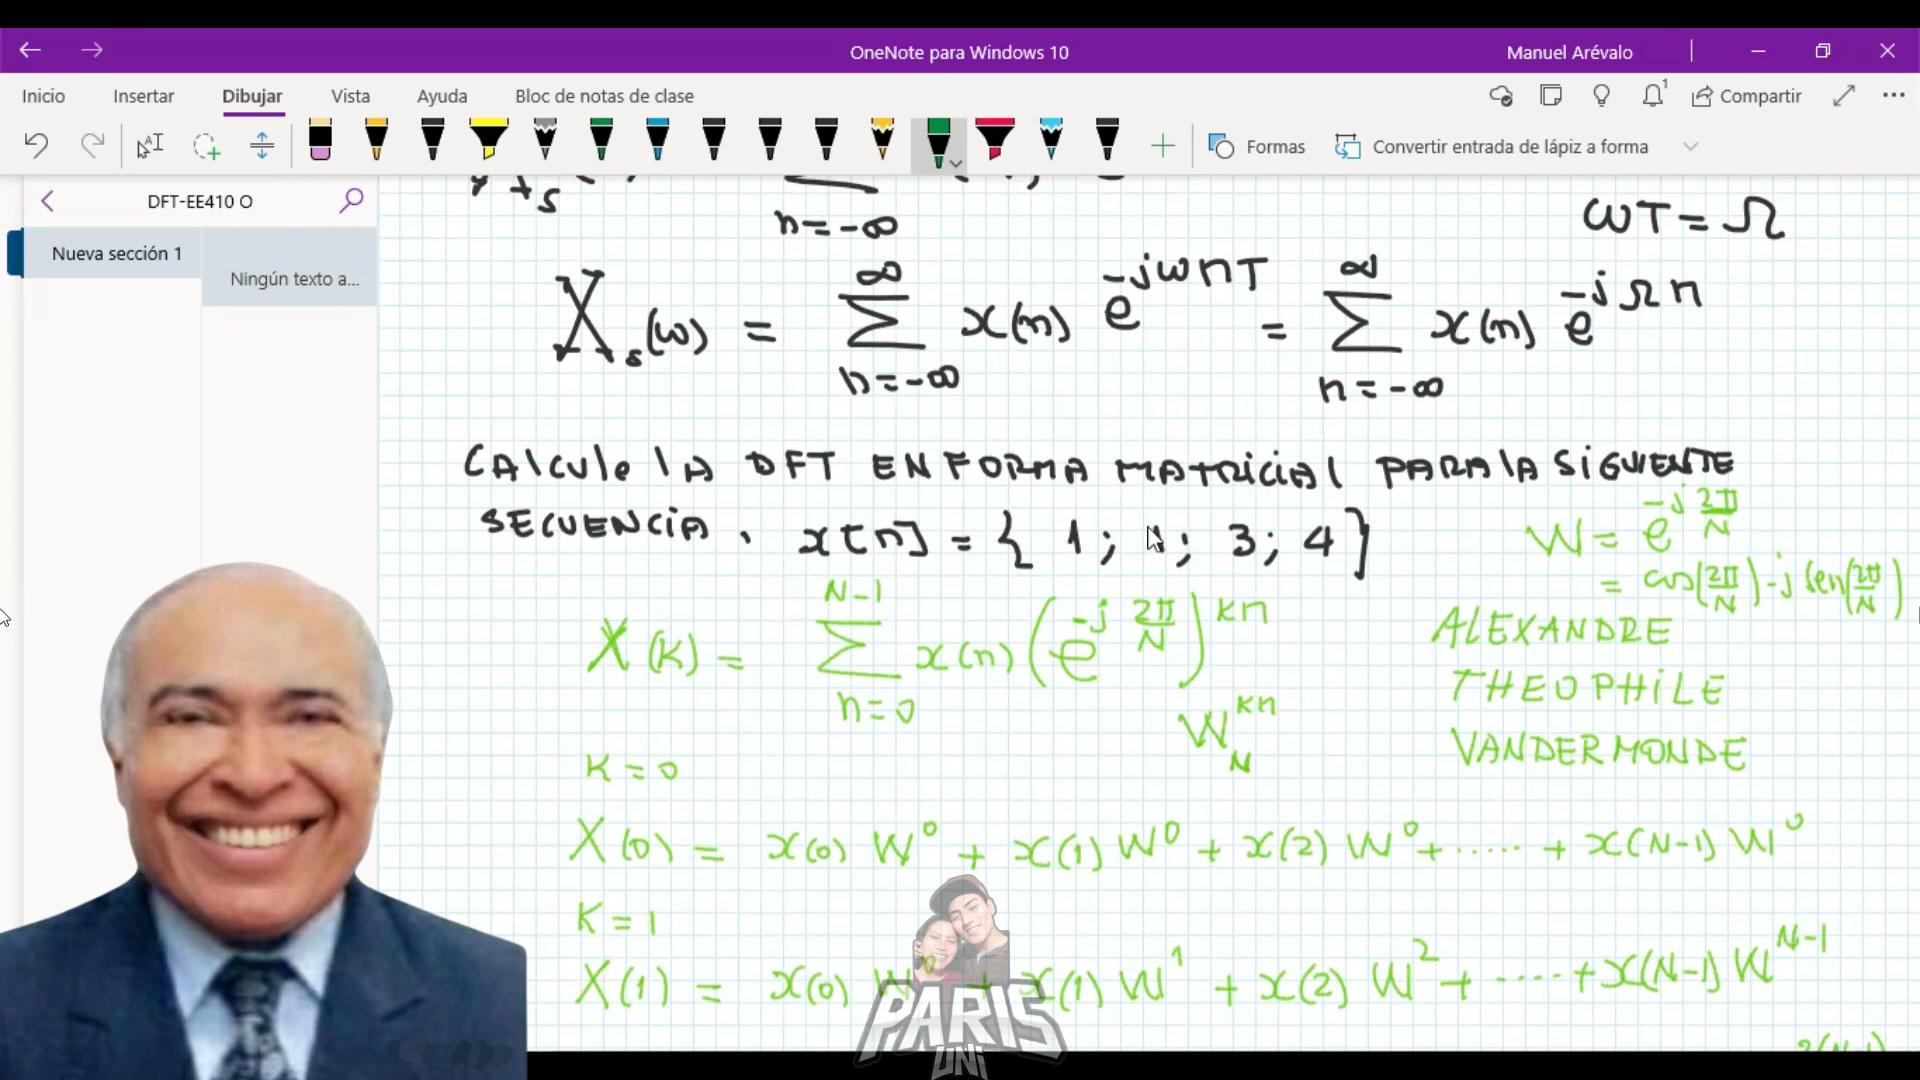 OneNote para Windows 10
Manuel Arévalo
Inicio Insertar Dibujar Vista Ayuda Bloc de notas de clase
1 Compartir
Formas Convertir entrada de lápiz a forma
DFT-EE410 O
Nueva sección 1
Ningún texto a...
n=-∞
ωT = Ω
X_s(ω) = ∑_{n=-∞}^{∞} x(n) e^{-jωnT} = ∑_{n=-∞}^{∞} x(n) e^{-jΩn}
CAlcule lA DFT EN FORMA MATRICIAL PARA lA SIGUIENTE
SECUENCIA. x[n] = { 1 ; ; 3 ; 4 }
W = e^{-j 2π/N}
= cos(2π/N) - j sen(2π/N)
X(K) = ∑_{n=0}^{N-1} x(n) (e^{-j 2π/N})^{kn}
W_N^{kn}
ALEXANDRE
THEOPHILE
VANDERMONDE
K = 0
X(0) = x(0) W^0 + x(1) W^0 + x(2) W^0 + ..... + x(N-1) W^0
K = 1
X(1) = x(0) W^0 + x(1) W^1 + x(2) W^2 + ..... + x(N-1) W^{N-1}
PARIS
UNI